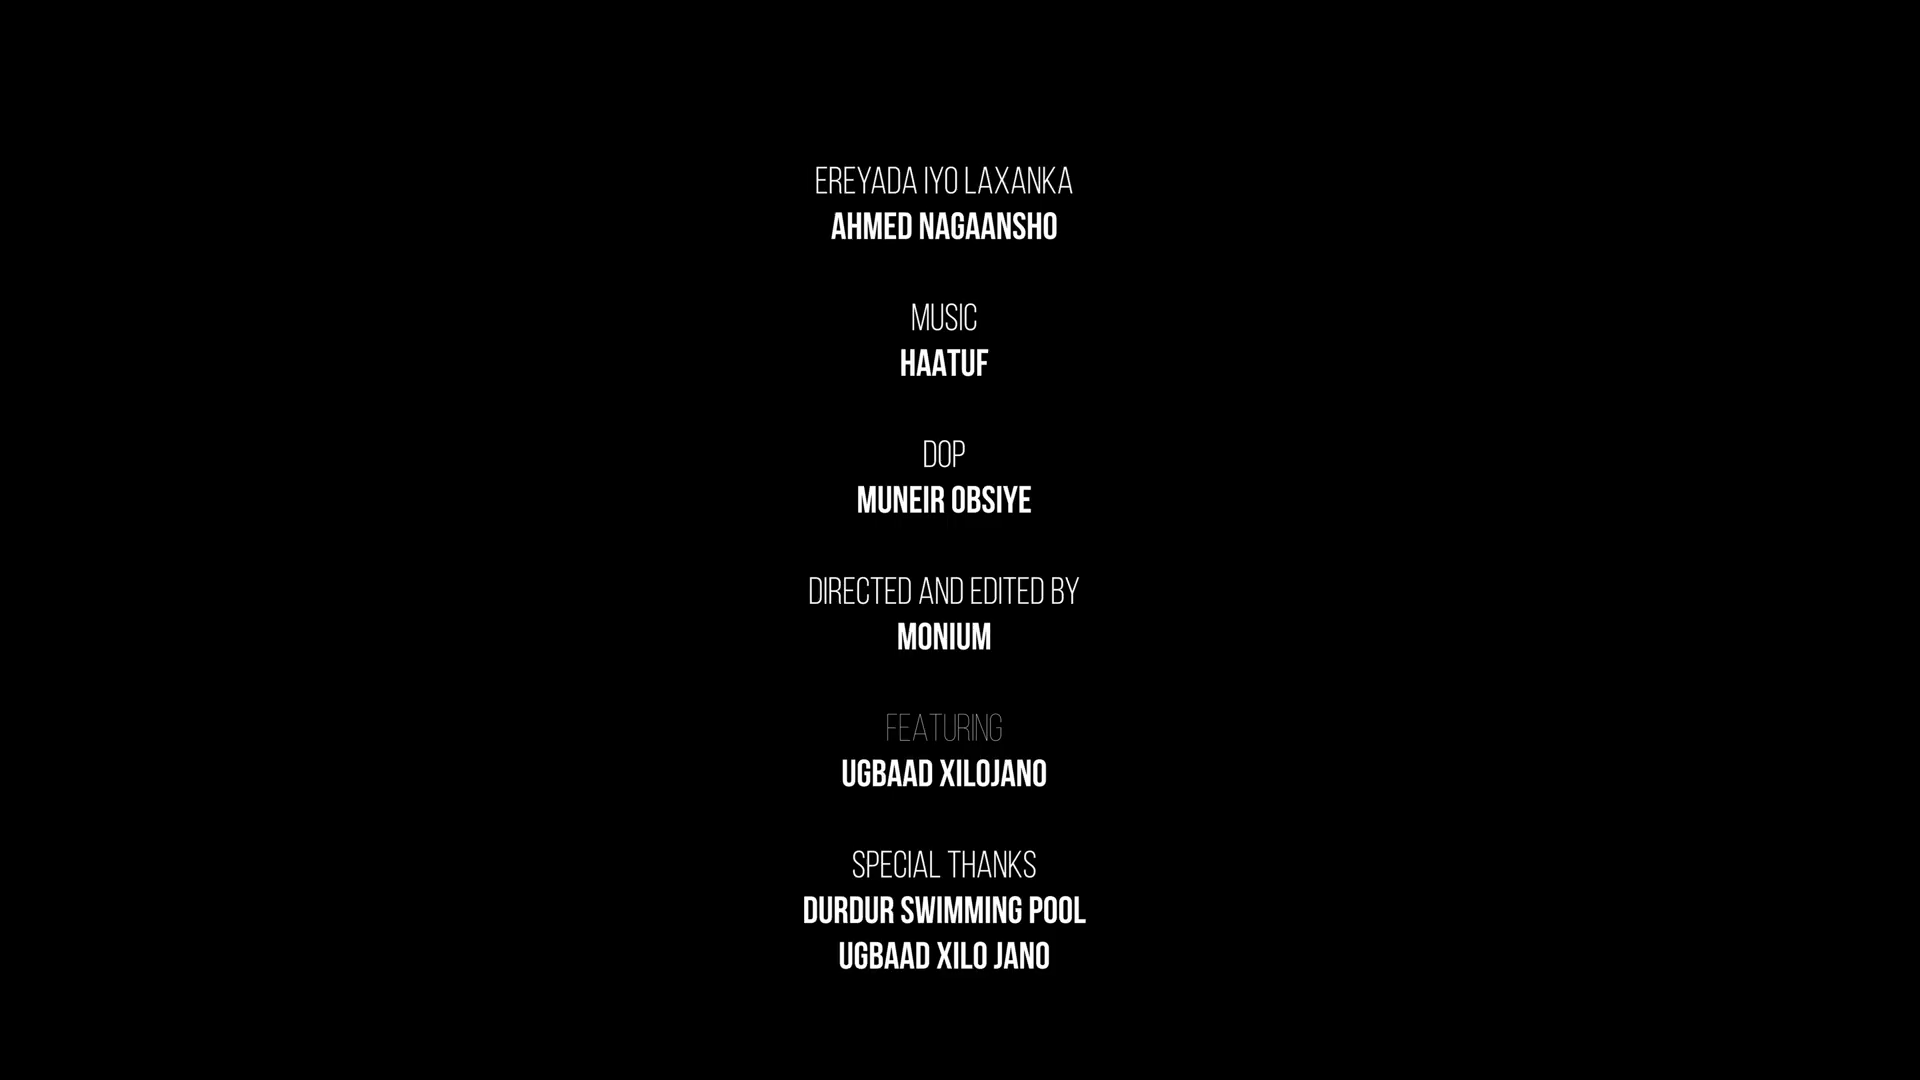 EREYADA IYO LAXANKA
AHMED NAGAANSHO
MUSIC
HAATUF
DOP
MUNEIR OBSIYE
DIRECTED AND EDITED BY
MONIUM
FEATURING
UGBAAD XILOJANO
SPECIAL THANKS
DURDUR SWIMMING POOL
UGBAAD XILO JANO